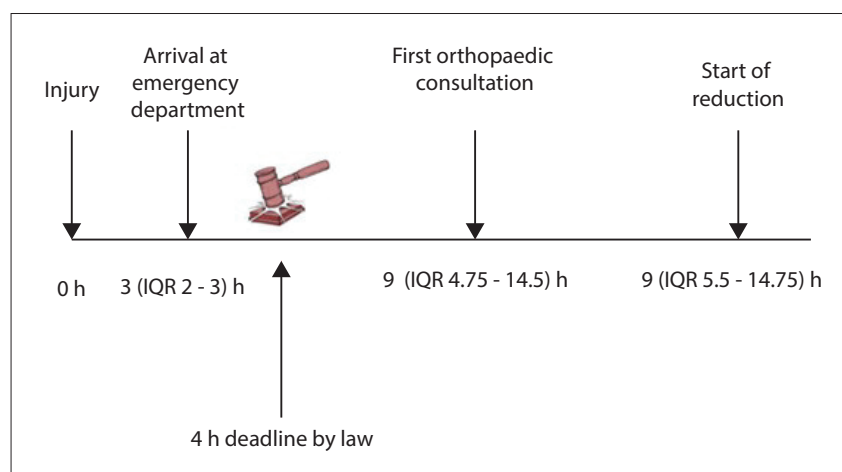 Injury
Arrival at
emergency
department
First orthopaedic
consultation
Start of
reduction
0 h
3 (IQR 2 - 3) h
9 (IQR 4.75 - 14.5) h
9 (IQR 5.5 - 14.75) h
4 h deadline by law